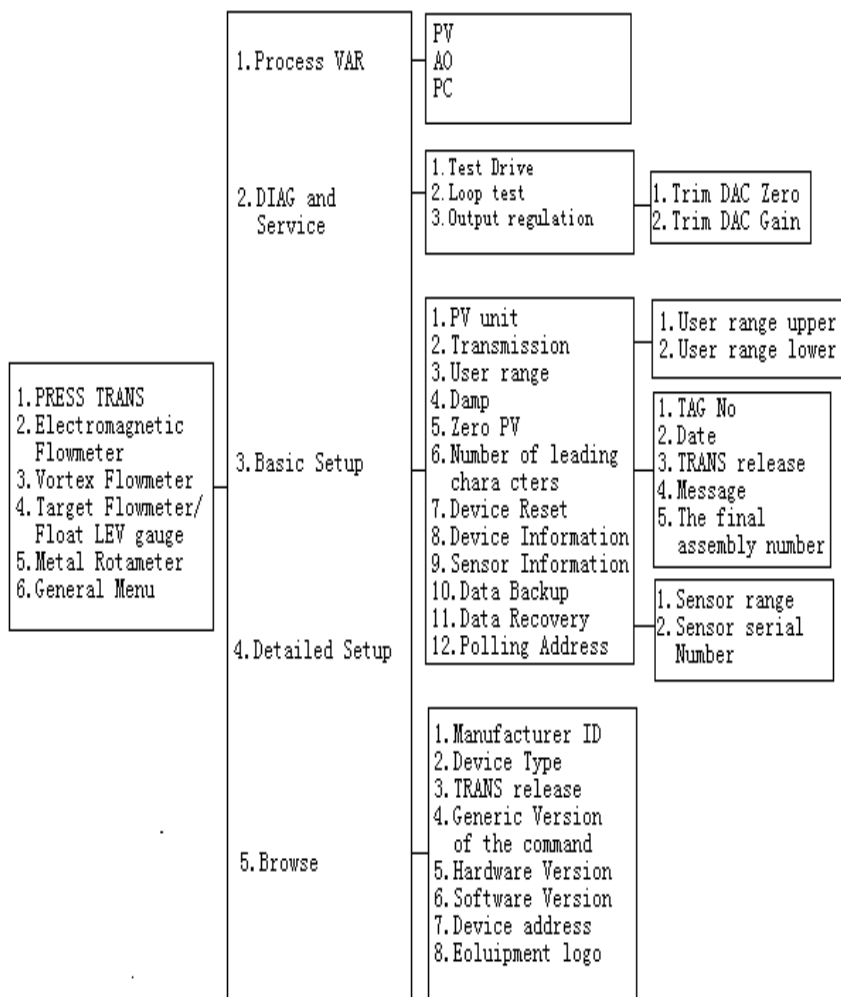 1.PRESS TRANS
2.Electromagnetic
Flowmeter
3.Vortex Flowmeter
4.Target Flowmeter/
Float LEV gauge
5.Metal Rotameter
6.General Menu
1.Process VAR
2.DIAG and
Service
3.Basic Setup
4.Detailed Setup
5.Browse
PV
AO
PC
1.Test Drive
2.Loop test
3.Output regulation
1.Trim DAC Zero
2.Trim DAC Gain
1.PV unit
2.Transmission
3.User range
4.Damp
5.Zero PV
6.Number of leading
chara cters
7.Device Reset
8.Device Information
9.Sensor Information
10.Data Backup
11.Data Recovery
12.Polling Address
1.User range upper
2.User range lower
1.TAG No
2.Date
3.TRANS release
4.Message
5.The final
assembly number
1.Sensor range
2.Sensor serial
Number
1.Manufacturer ID
2.Device Type
3.TRANS release
4.Generic Version
of the command
5.Hardware Version
6.Software Version
7.Device address
8.Eoluipment logo